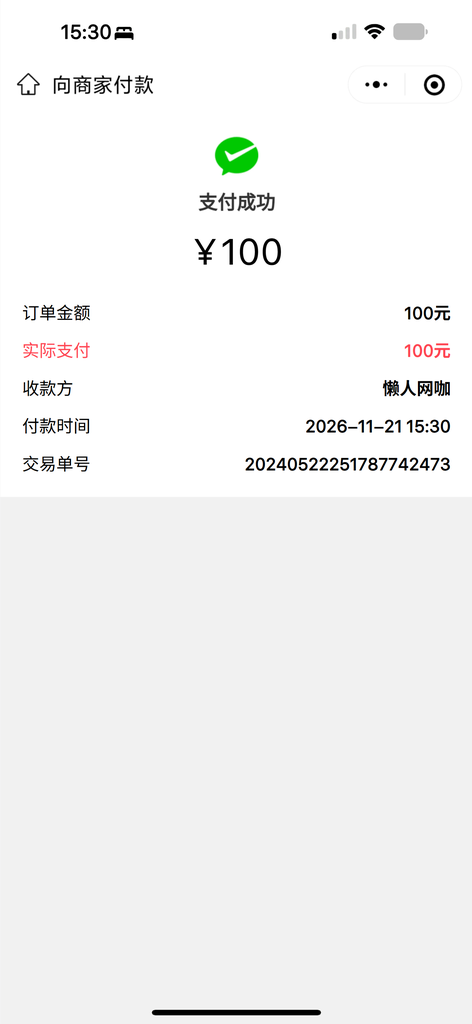 15:30
向商家付款
支付成功
￥100
订单金额 100元
实际支付 100元
收款方 懒人网咖
付款时间 2026-11-21 15:30
交易单号 20240522251787742473